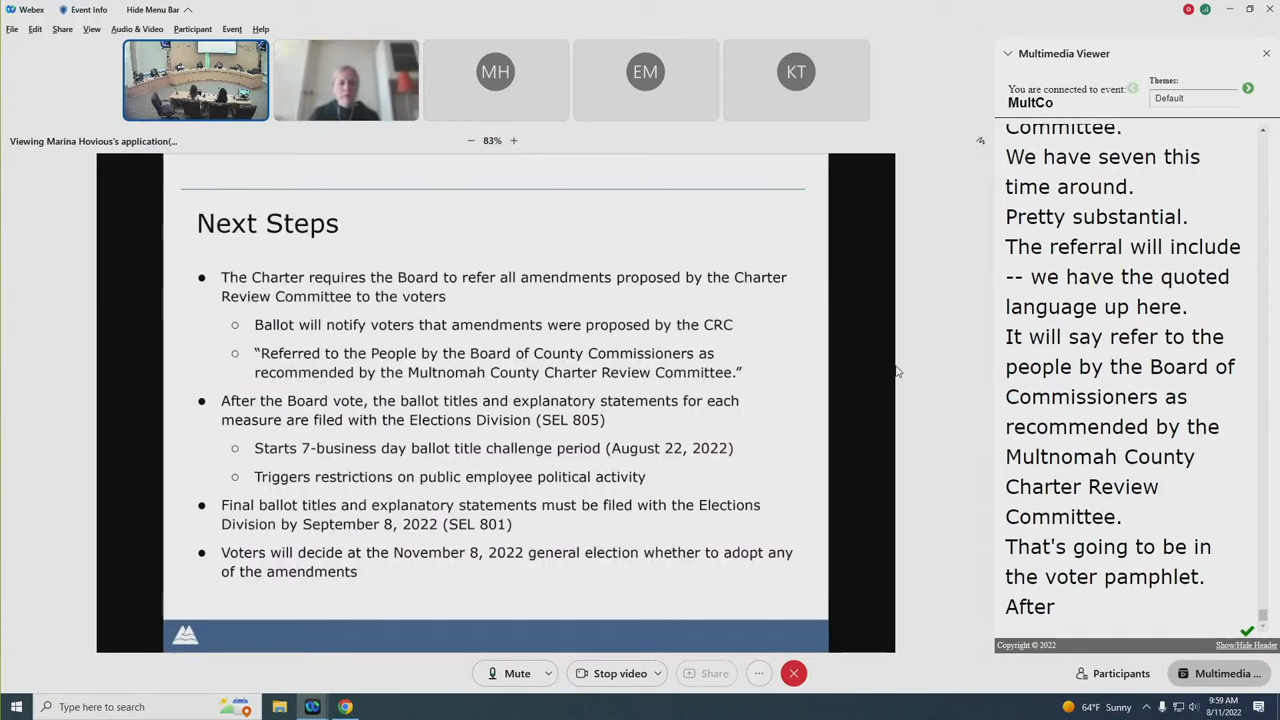 Webex
Event Info
Hide Menu Bar
File Edit Share View Audio & Video Participant Event Help
MH
EM
KT
Viewing Marina Hovious's application(...
83%
Next Steps
● The Charter requires the Board to refer all amendments proposed by the Charter
Review Committee to the voters
○ Ballot will notify voters that amendments were proposed by the CRC
○ “Referred to the People by the Board of County Commissioners as
recommended by the Multnomah County Charter Review Committee.”
● After the Board vote, the ballot titles and explanatory statements for each
measure are filed with the Elections Division (SEL 805)
○ Starts 7-business day ballot title challenge period (August 22, 2022)
○ Triggers restrictions on public employee political activity
● Final ballot titles and explanatory statements must be filed with the Elections
Division by September 8, 2022 (SEL 801)
● Voters will decide at the November 8, 2022 general election whether to adopt any
of the amendments
Multimedia Viewer
You are connected to event:
MultCo
Themes:
Default
Committee.
We have seven this
time around.
Pretty substantial.
The referral will include
-- we have the quoted
language up here.
It will say refer to the
people by the Board of
Commissioners as
recommended by the
Multnomah County
Charter Review
Committee.
That's going to be in
the voter pamphlet.
After
Copyright © 2022
Show/Hide Header
Mute
Stop video
Share
Participants
Multimedia ...
Type here to search
64°F Sunny
9:59 AM
8/11/2022